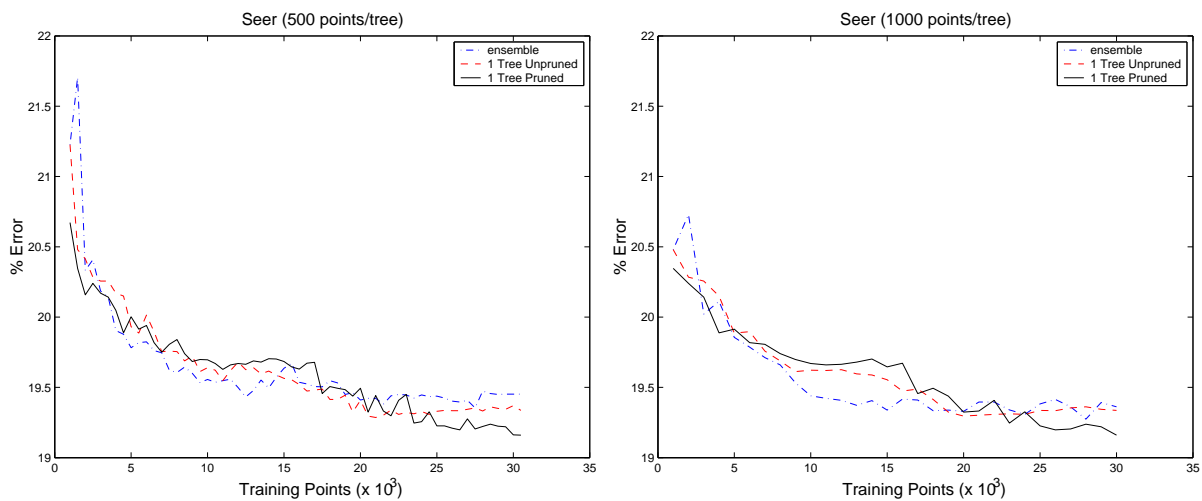 Seer (500 points/tree)
22
21.5
21
20.5
20
19.5
19
% Error
ensemble
1 Tree Unpruned
1 Tree Pruned
0 5 10 15 20 25 30 35
Training Points (x 10³)
Seer (1000 points/tree)
22
21.5
21
20.5
20
19.5
19
% Error
ensemble
1 Tree Unpruned
1 Tree Pruned
0 5 10 15 20 25 30 35
Training Points (x 10³)